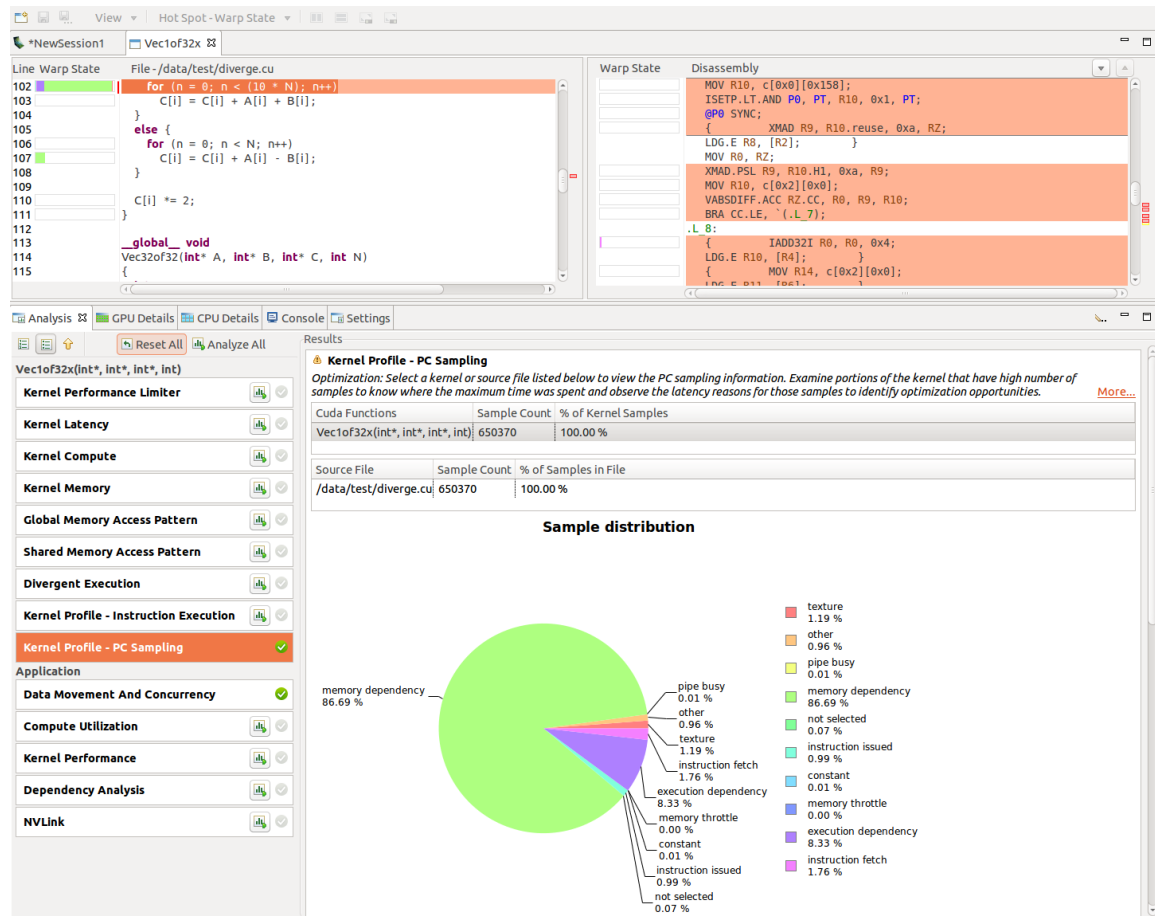 View Hot Spot - Warp State
*NewSession1 Vec1of32x
Line Warp State File - /data/test/diverge.cu
102 for (n = 0; n < (10 * N); n++)
103 C[i] = C[i] + A[i] + B[i];
104 }
105 else {
106 for (n = 0; n < N; n++)
107 C[i] = C[i] + A[i] - B[i];
108 }
109
110 C[i] *= 2;
111 }
112
113 __global__ void
114 Vec32of32(int* A, int* B, int* C, int N)
115 {
Warp State Disassembly
MOV R10, c[0x0][0x158];
ISETP.LT.AND P0, PT, R10, 0x1, PT;
@P0 SYNC;
{ XMAD R9, R10.reuse, 0xa, RZ;
LDG.E R8, [R2]; }
MOV R0, RZ;
XMAD.PSL R9, R10.H1, 0xa, R9;
MOV R10, c[0x2][0x0];
VABSDIFF.ACC RZ.CC, R0, R9, R10;
BRA CC.LE, `(.L_7);
.L_8:
{ IADD32I R0, R0, 0x4;
LDG.E R10, [R4]; }
{ MOV R14, c[0x2][0x0];
LDG.E R11, [R6]; }
Analysis GPU Details CPU Details Console Settings
Reset All Analyze All
Vec1of32x(int*, int*, int*, int)
Kernel Performance Limiter
Kernel Latency
Kernel Compute
Kernel Memory
Global Memory Access Pattern
Shared Memory Access Pattern
Divergent Execution
Kernel Profile - Instruction Execution
Kernel Profile - PC Sampling
Application
Data Movement And Concurrency
Compute Utilization
Kernel Performance
Dependency Analysis
NVLink
Results
Kernel Profile - PC Sampling
Optimization: Select a kernel or source file listed below to view the PC sampling information. Examine portions of the kernel that have high number of
samples to know where the maximum time was spent and observe the latency reasons for those samples to identify optimization opportunities. More...
Cuda Functions Sample Count % of Kernel Samples
Vec1of32x(int*, int*, int*, int) 650370 100.00 %
Source File Sample Count % of Samples in File
/data/test/diverge.cu 650370 100.00 %
Sample distribution
memory dependency
86.69 %
pipe busy
0.01 %
other
0.96 %
texture
1.19 %
instruction fetch
1.76 %
execution dependency
8.33 %
memory throttle
0.00 %
constant
0.01 %
instruction issued
0.99 %
not selected
0.07 %
texture
1.19 %
other
0.96 %
pipe busy
0.01 %
memory dependency
86.69 %
not selected
0.07 %
instruction issued
0.99 %
constant
0.01 %
memory throttle
0.00 %
execution dependency
8.33 %
instruction fetch
1.76 %